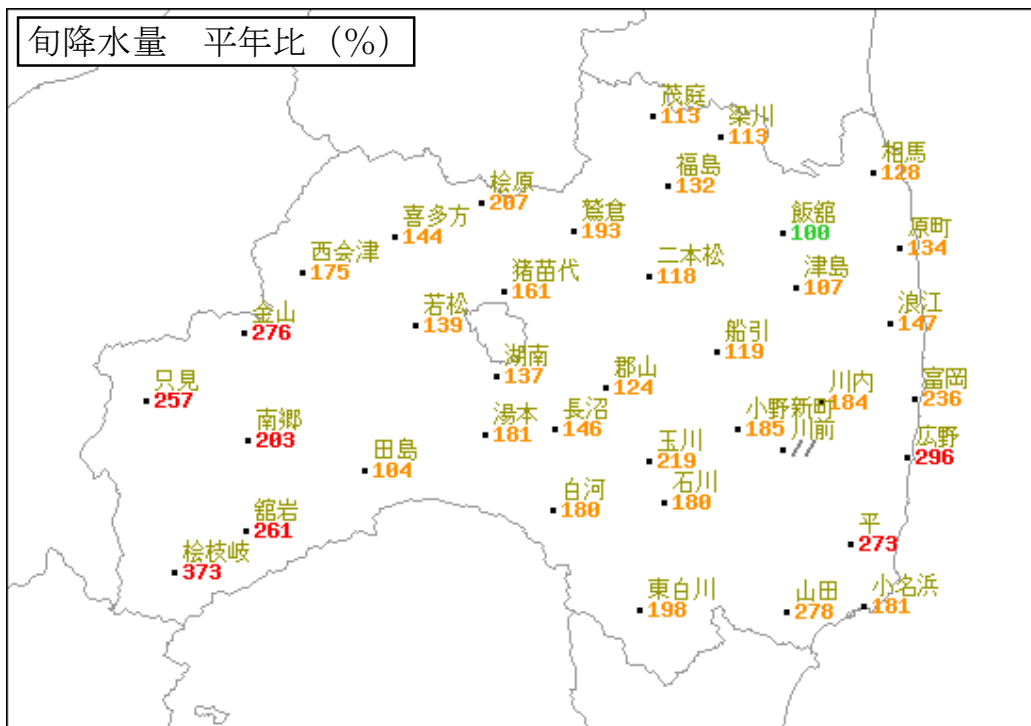 旬降水量　平年比（％）
茂庭
113
梁川
113
相馬
128
福島
132
桧原
207
鷲倉
193
飯舘
100
喜多方
144
原町
134
西会津
175
二本松
118
津島
107
猪苗代
161
若松
139
浪江
147
金山
276
船引
119
湖南
137
郡山
124
只見
257
川内
184
富岡
236
南郷
203
湯本
181
長沼
146
小野新町
185
川前
//
広野
296
田島
104
玉川
219
石川
180
白河
180
舘岩
261
平
273
桧枝岐
373
東白川
198
山田
278
小名浜
181